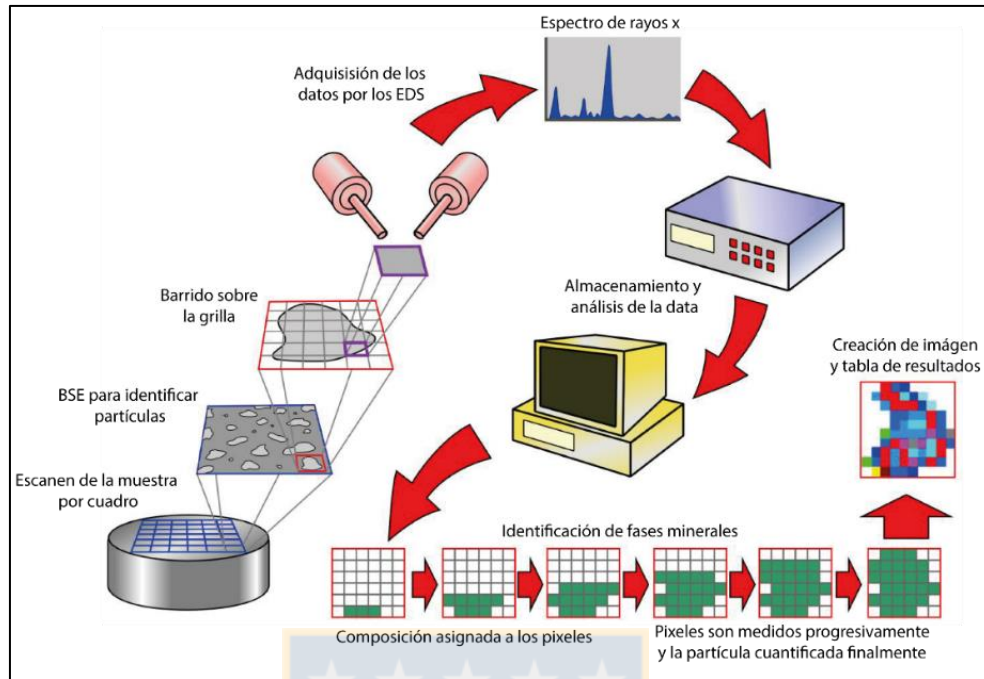 Espectro de rayos x
Adquisisión de los
datos por los EDS
Barrido sobre
la grilla
BSE para identificar
partículas
Escanen de la muestra
por cuadro
Almacenamiento y
análisis de la data
Creación de imágen
y tabla de resultados
Identificación de fases minerales
Composición asignada a los pixeles
Pixeles son medidos progresivamente
y la partícula cuantificada finalmente